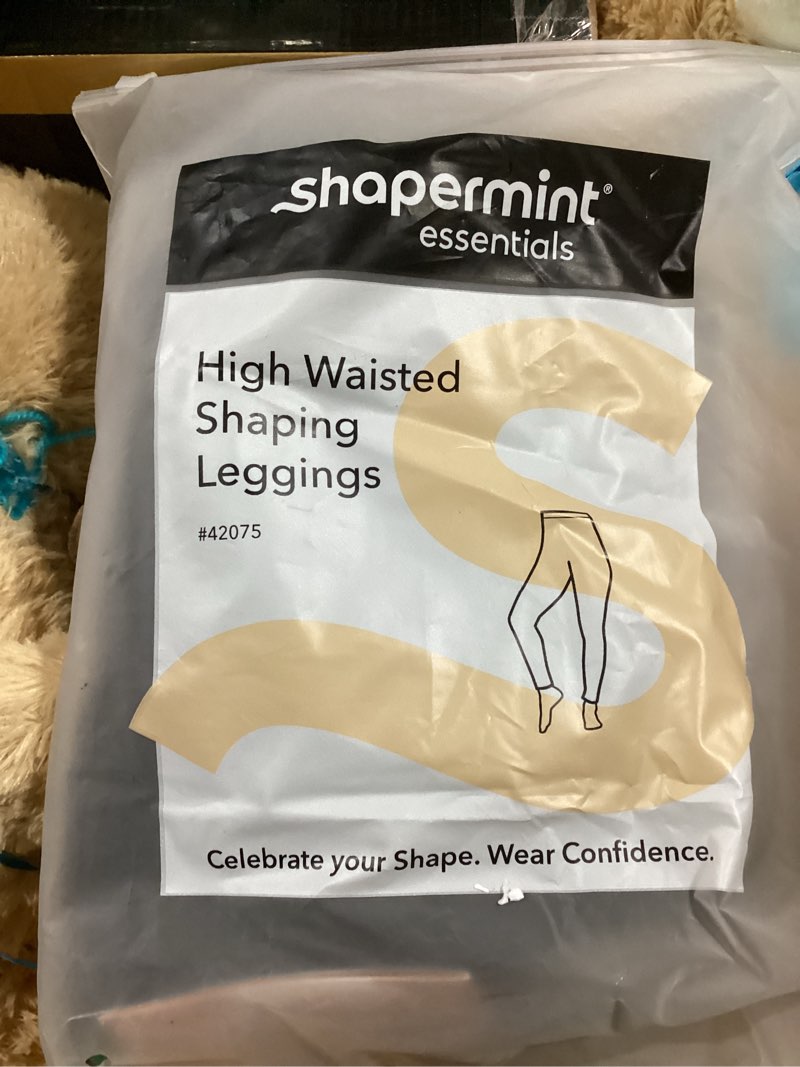 shapermint®
essentials
High Waisted
Shaping
Leggings
#42075
Celebrate your Shape. Wear Confidence.